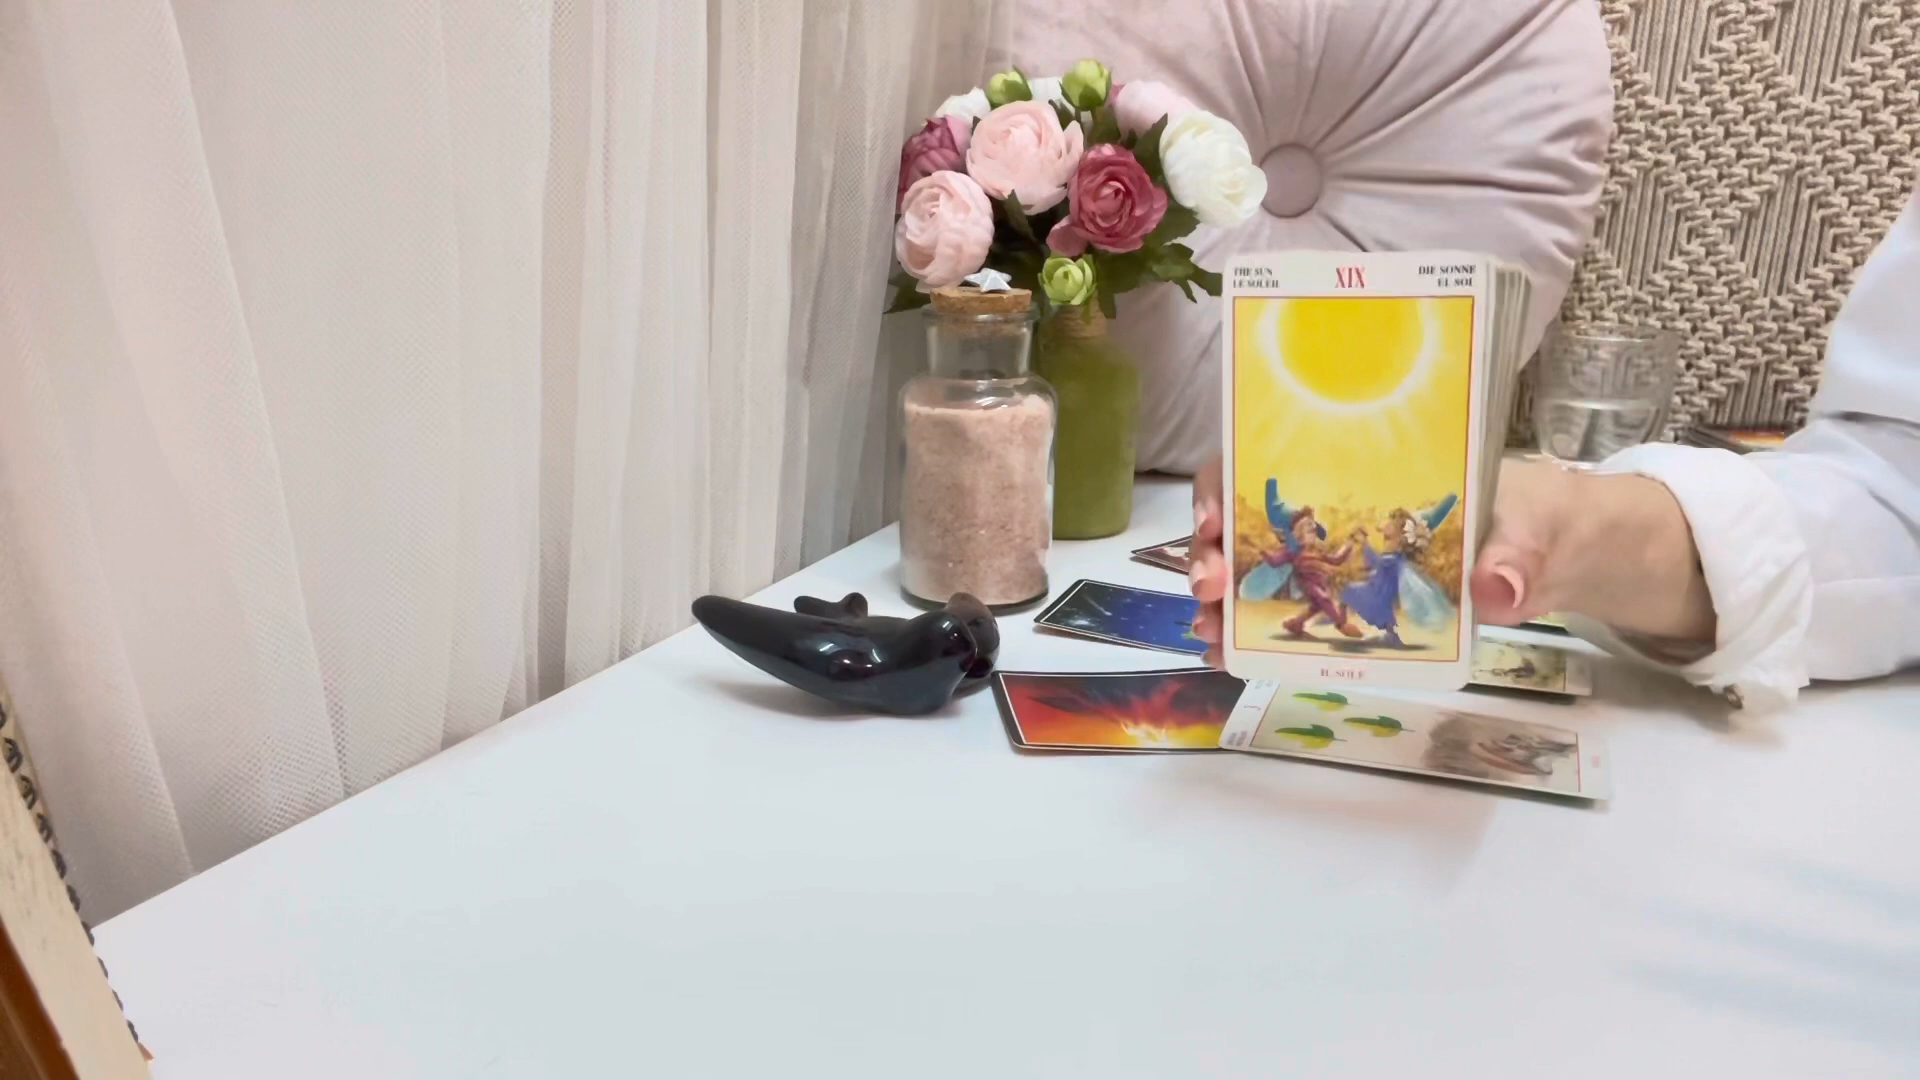 THE SUN
LE SOLEIL
XIX
DIE SONNE
EL SOL
IL SOLE